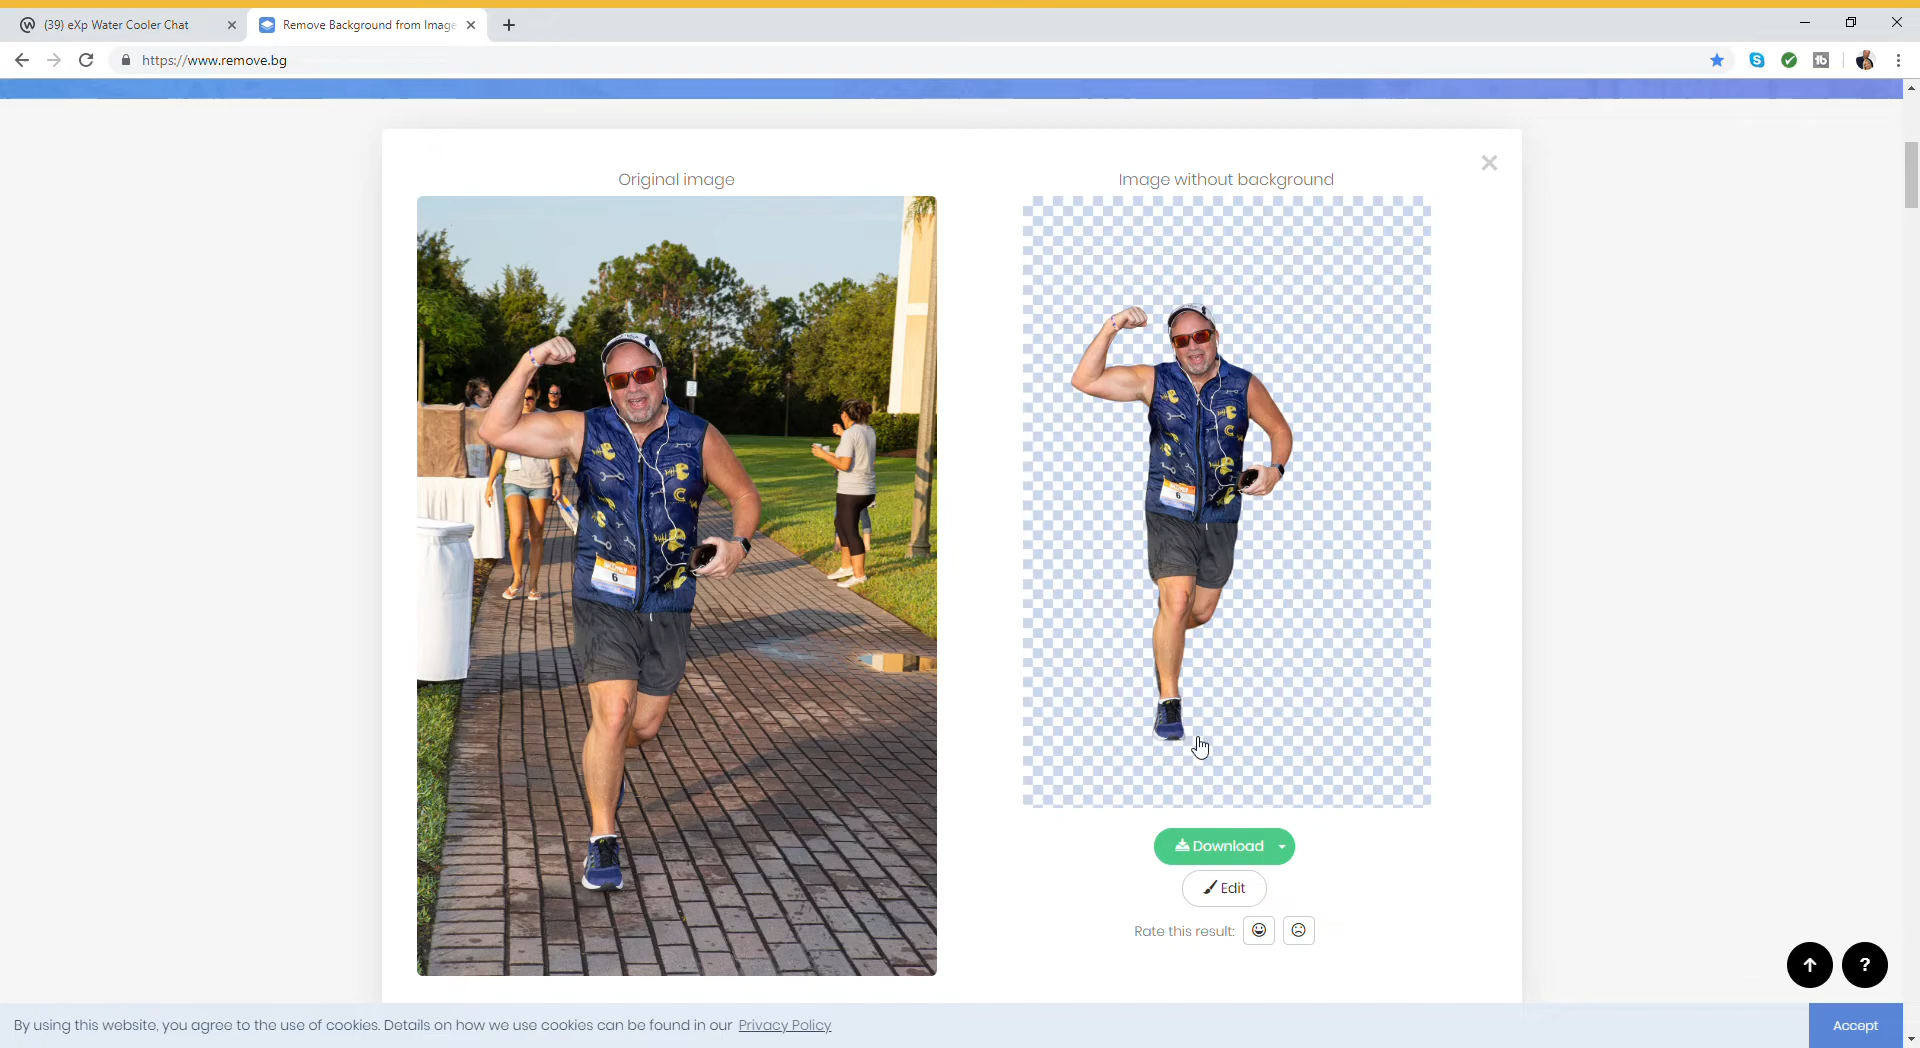 (39) eXp Water Cooler Chat
Remove Background from Image
https://www.remove.bg
Original image
Image without background
6
6
Download
Edit
Rate this result:
?
By using this website, you agree to the use of cookies. Details on how we use cookies can be found in our Privacy Policy
Accept